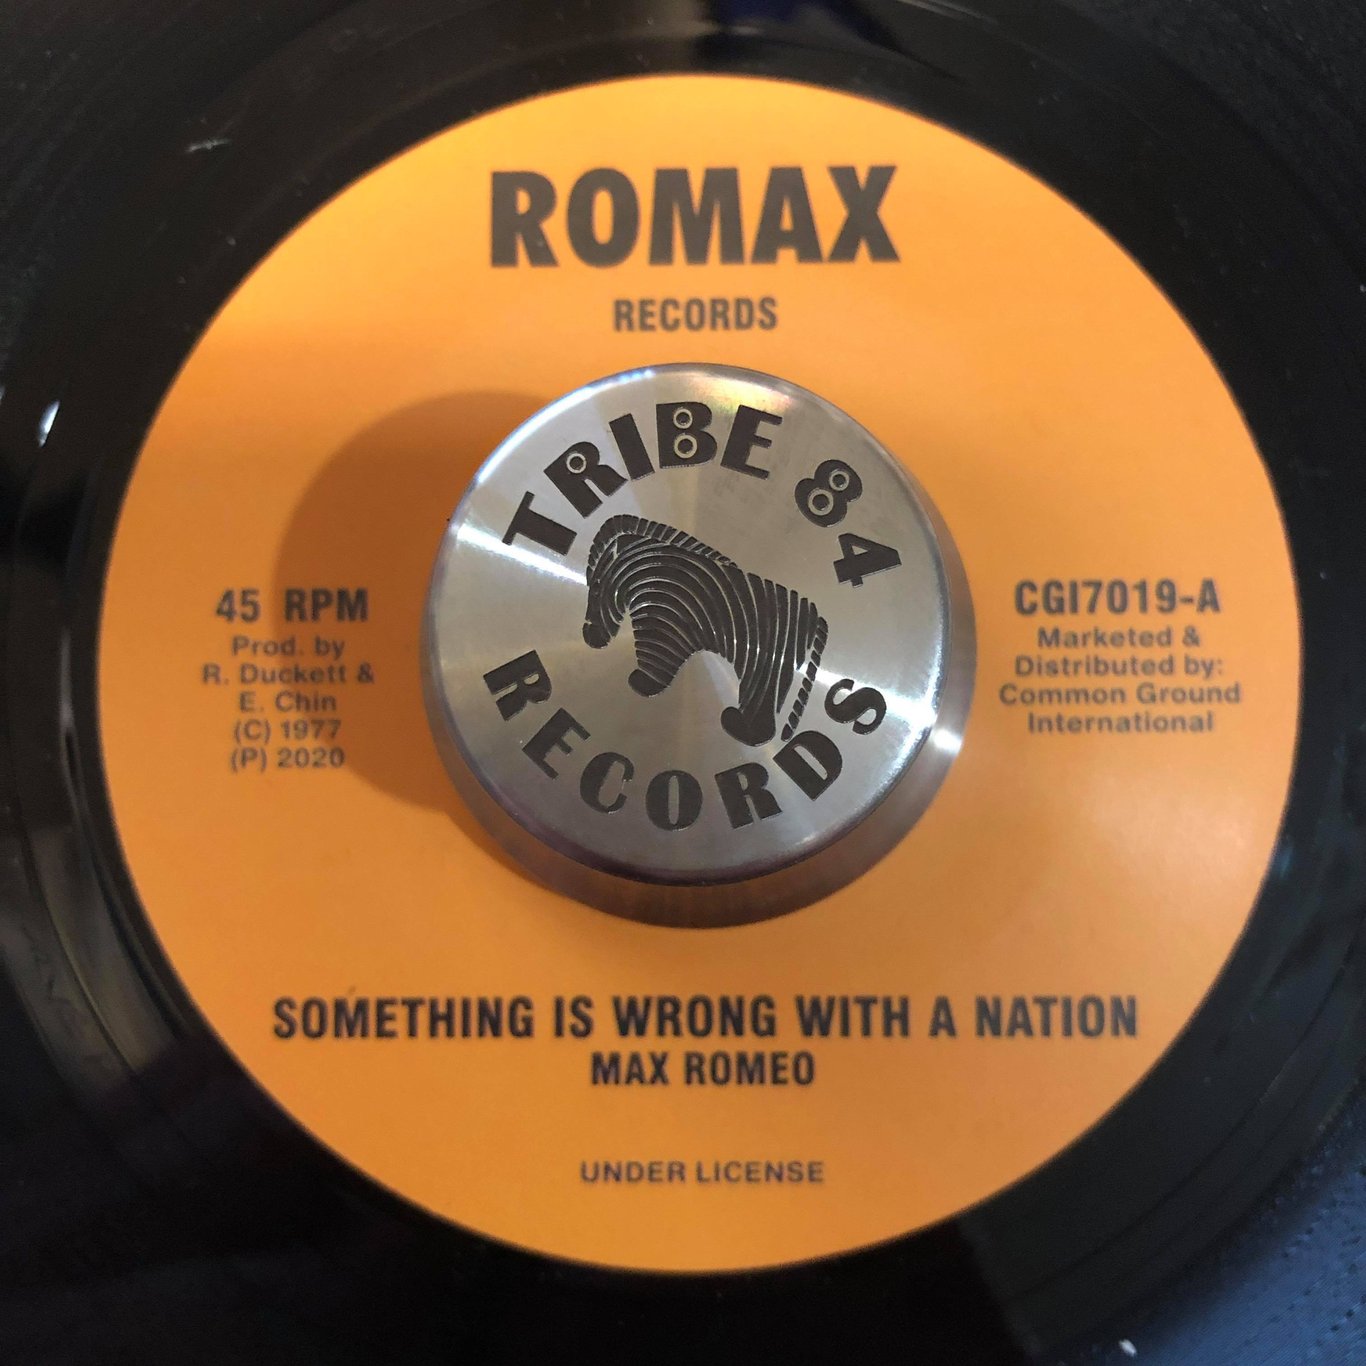 ROMAX
RECORDS
TRIBE 84
RECORDS
45 RPM
Prod. by
R. Duckett &
E. Chin
(C) 1977
(P) 2020
CGI7019-A
Marketed &
Distributed by:
Common Ground
International
SOMETHING IS WRONG WITH A NATION
MAX ROMEO
UNDER LICENSE